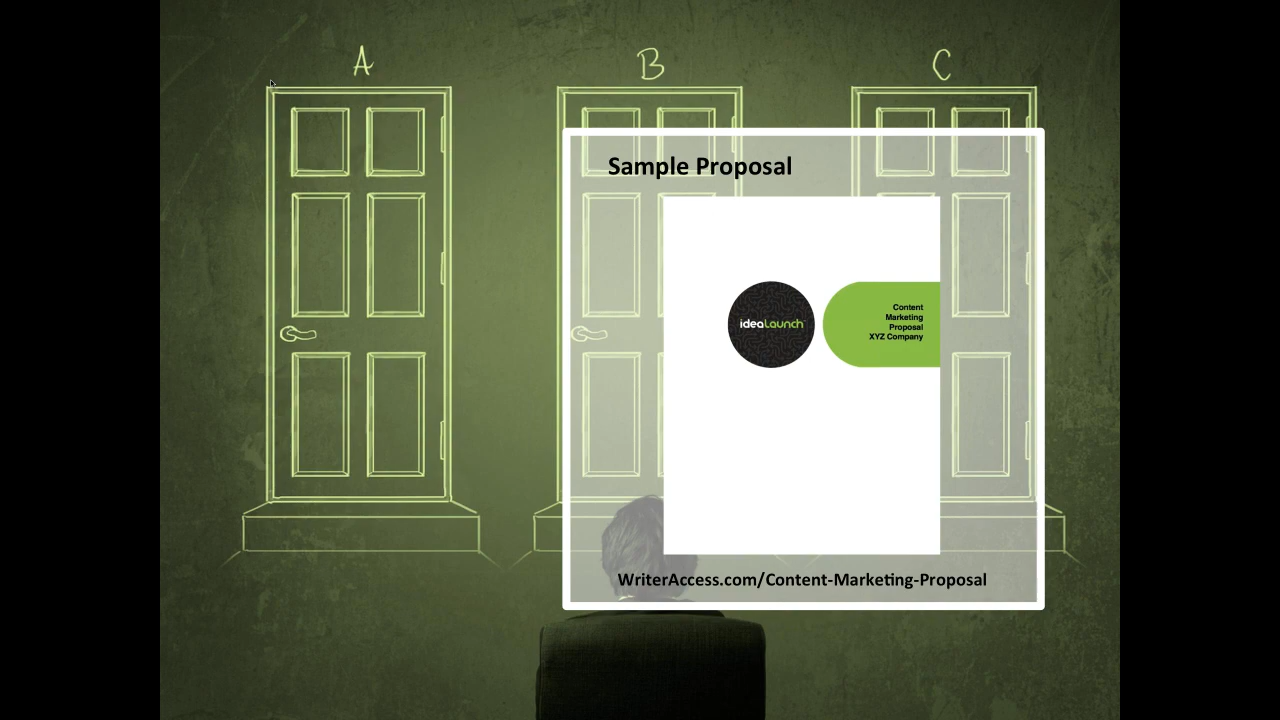 A
B
C
Sample Proposal
idealaunch
Content
Marketing
Proposal
XYZ Company
WriterAccess.com/Content-Marketing-Proposal